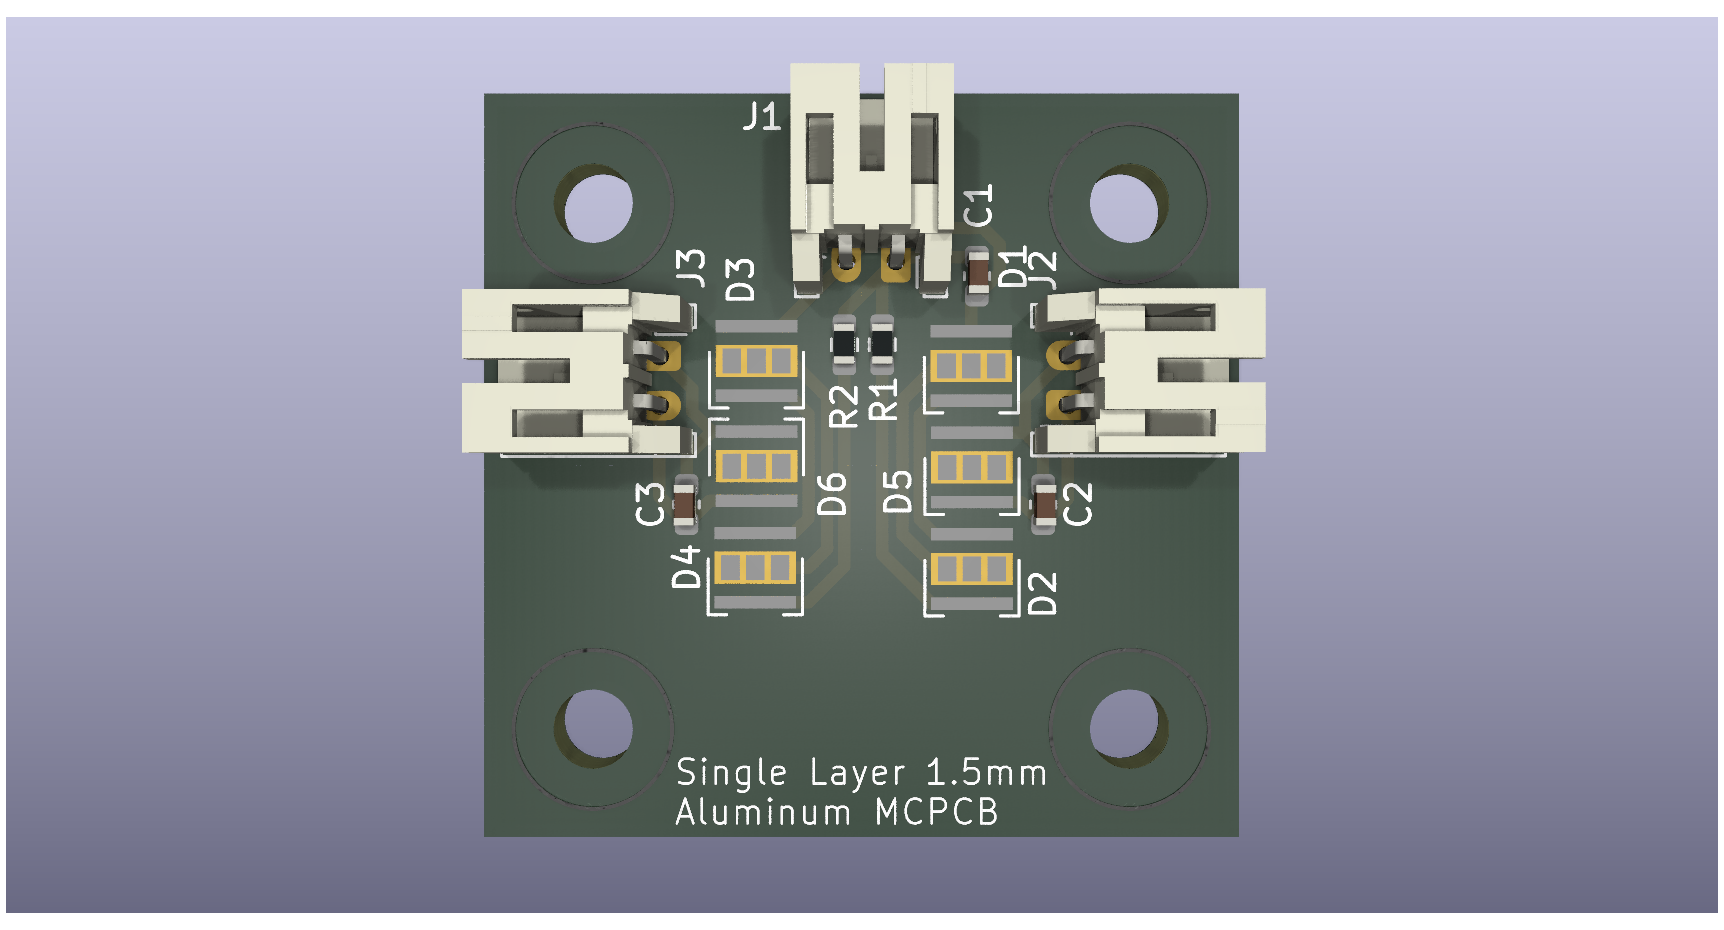 J1
C1
J3
D3
D1
J2
R2
R1
C3
D6
D5
C2
D4
D2
Single Layer 1.5mm
Aluminum MCPCB